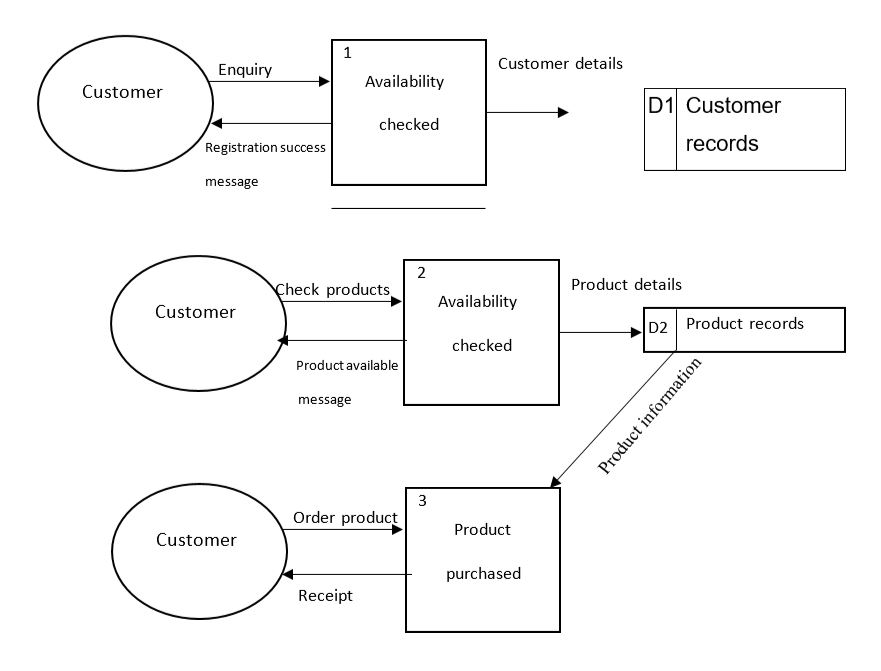 Customer
Enquiry
Registration success
message
1
Availability
checked
Customer details
D1 Customer
records
Customer
Check products
Product available
message
2
Availability
checked
Product details
D2 Product records
Product information
Customer
Order product
Receipt
3
Product
purchased